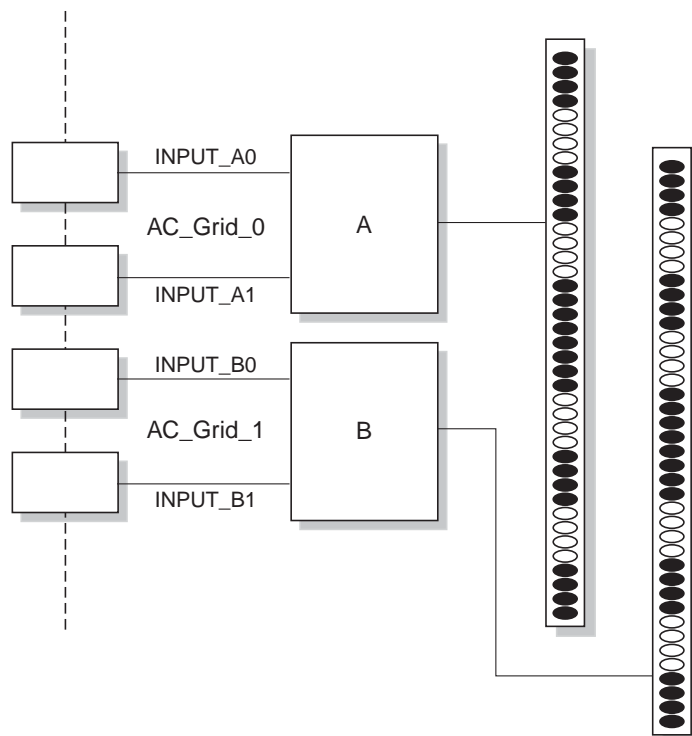 INPUT_A0
AC_Grid_0
A
INPUT_A1
INPUT_B0
AC_Grid_1
B
INPUT_B1